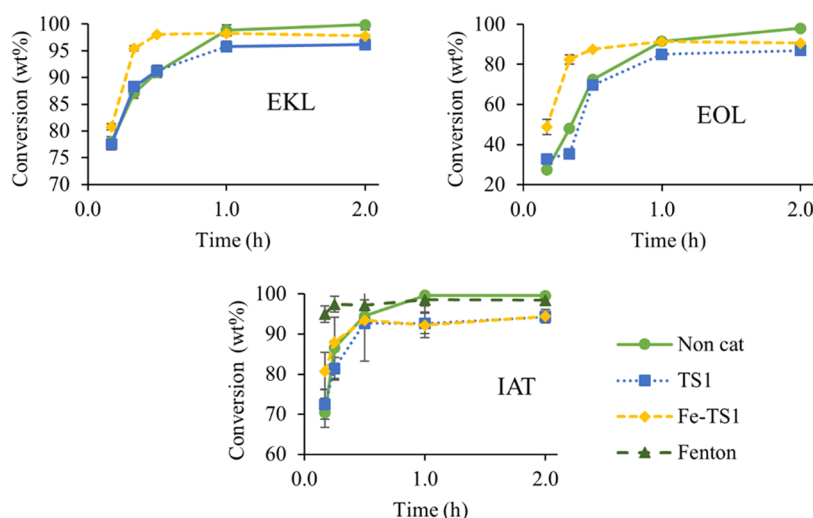 Conversion (wt%)
100
95
90
85
80
75
70
0.0 1.0 2.0
Time (h)
EKL
Conversion (wt%)
100
80
60
40
20
0.0 1.0 2.0
Time (h)
EOL
Conversion (wt%)
100
90
80
70
60
0.0 1.0 2.0
Time (h)
IAT
Non cat
TS1
Fe-TS1
Fenton